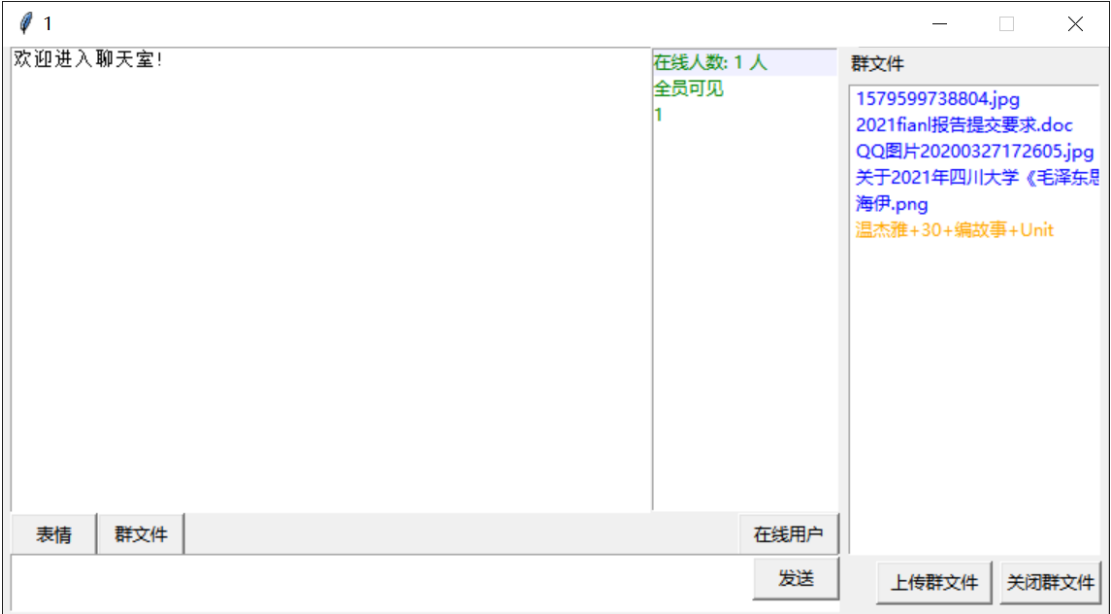 1
欢迎进入聊天室!
在线人数: 1 人
全员可见
1
群文件
1579599738804.jpg
2021fianl报告提交要求.doc
QQ图片20200327172605.jpg
关于2021年四川大学《毛泽东思
海伊.png
温杰雅+30+编故事+Unit
表情
群文件
在线用户
发送
上传群文件
关闭群文件